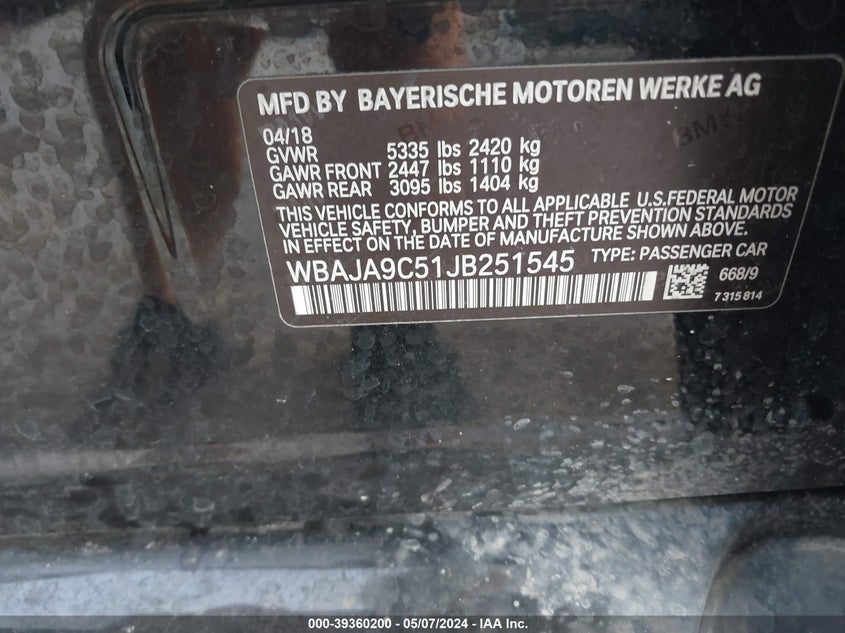 MFD BY BAYERISCHE MOTOREN WERKE AG
04/18
GVWR 5335 lbs 2420 kg
GAWR FRONT 2447 lbs 1110 kg
GAWR REAR 3095 lbs 1404 kg
THIS VEHICLE CONFORMS TO ALL APPLICABLE U.S.FEDERAL MOTOR
VEHICLE SAFETY, BUMPER AND THEFT PREVENTION STANDARDS
IN EFFECT ON THE DATE OF MANUFACTURE SHOWN ABOVE.
WBAJA9C51JB251545 TYPE: PASSENGER CAR
668/9
7 315 814
000-39360200 - 05/07/2024 - IAA Inc.